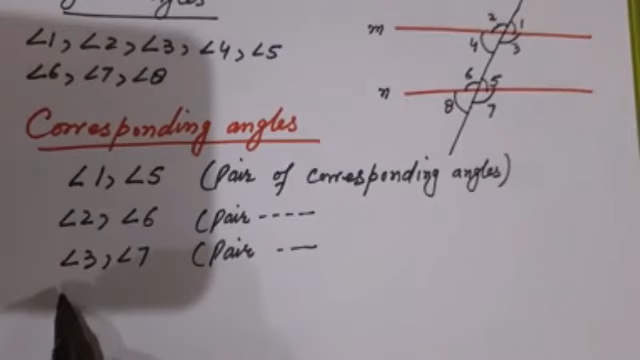 Angles
∠1, ∠2, ∠3, ∠4, ∠5
∠6, ∠7, ∠8
Corresponding angles
∠1, ∠5 (Pair of corresponding angles)
∠2, ∠6 (Pair ----
∠3, ∠7 (Pair ---
m
2 1
4 3
n
6 5
8 7